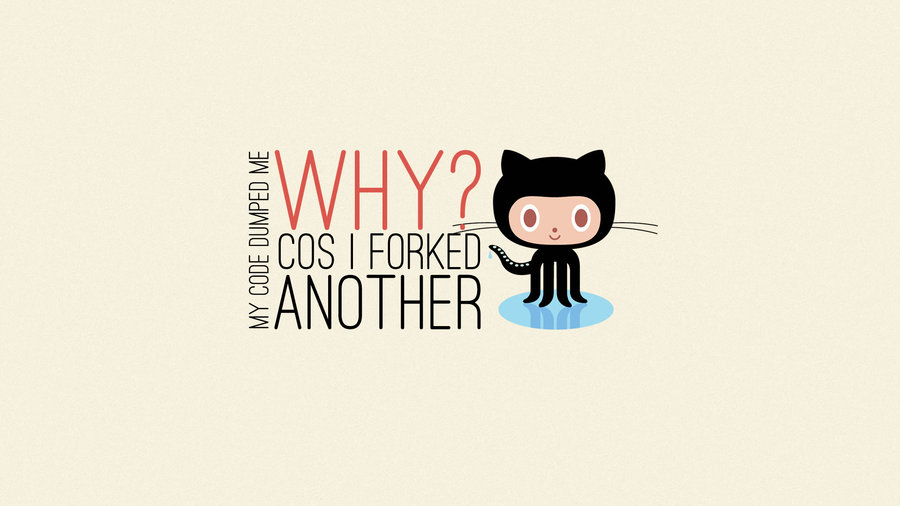 MY CODE DUMPED ME
WHY?
COS I FORKED
ANOTHER